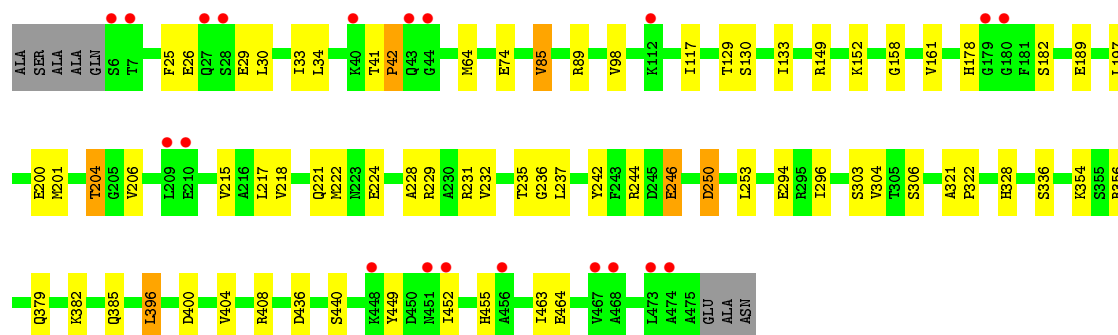 ALA SER ALA ALA GLN S6 T7 F25 E26 Q27 S28 E29 L30 I33 L34 K40 T41 P42 Q43 G44 M64 E74 V85 R89 V98 K112 I117 T129 S130 I133 R149 K152 G158 V161 H178 G179 G180 F181 S182 E189
E200 M201 T204 G205 V206 L209 E210 V215 A216 L217 V218 Q221 M222 N223 E224 A228 R229 A230 R231 V232 T235 G236 L237 Y242 F243 R244 D245 E246 D250 L253 E294 R295 I296 S303 V304 T305 S306 A321 P322 H328 S336 K354 S355
Q379 K382 Q385 L396 D400 V404 R408 D436 S440 K448 Y449 D450 N451 I452 H455 A456 I463 E464 V467 A468 L473 A474 A475 GLU ALA ASN